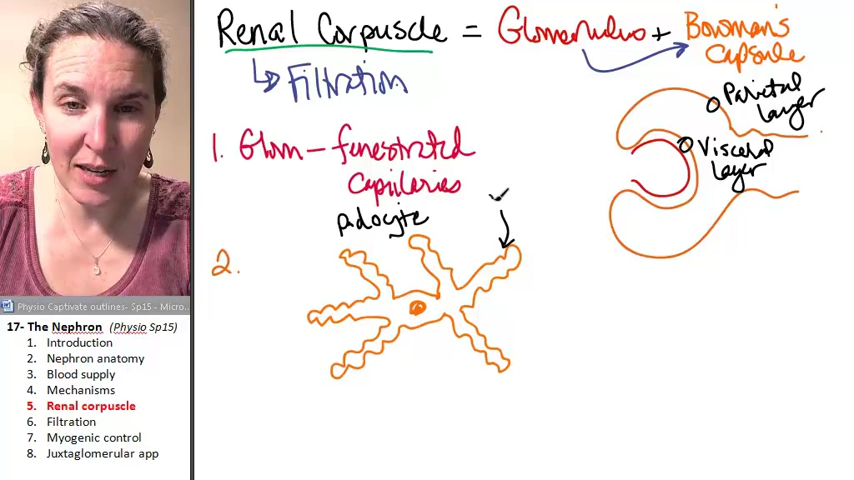 Renal Corpuscle = Glomerulus + Bowman's
Capsule
Filtration
Parietal
layer
Visceral
layer
1. Glom - fenestrated
capillaries
podocyte
2.
Physio Captivate outlines- Sp15 - Micro...
17- The Nephron (Physio Sp15)
1. Introduction
2. Nephron anatomy
3. Blood supply
4. Mechanisms
5. Renal corpuscle
6. Filtration
7. Myogenic control
8. Juxtaglomerular app